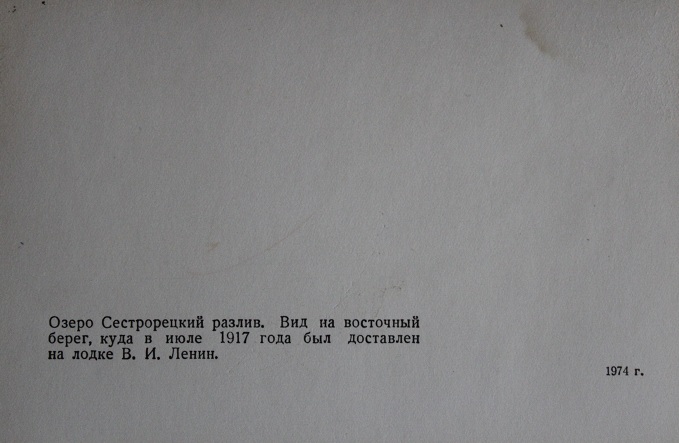 Озеро Сестрорецкий разлив. Вид на восточный
берег, куда в июле 1917 года был доставлен
на лодке В. И. Ленин.
1974 г.